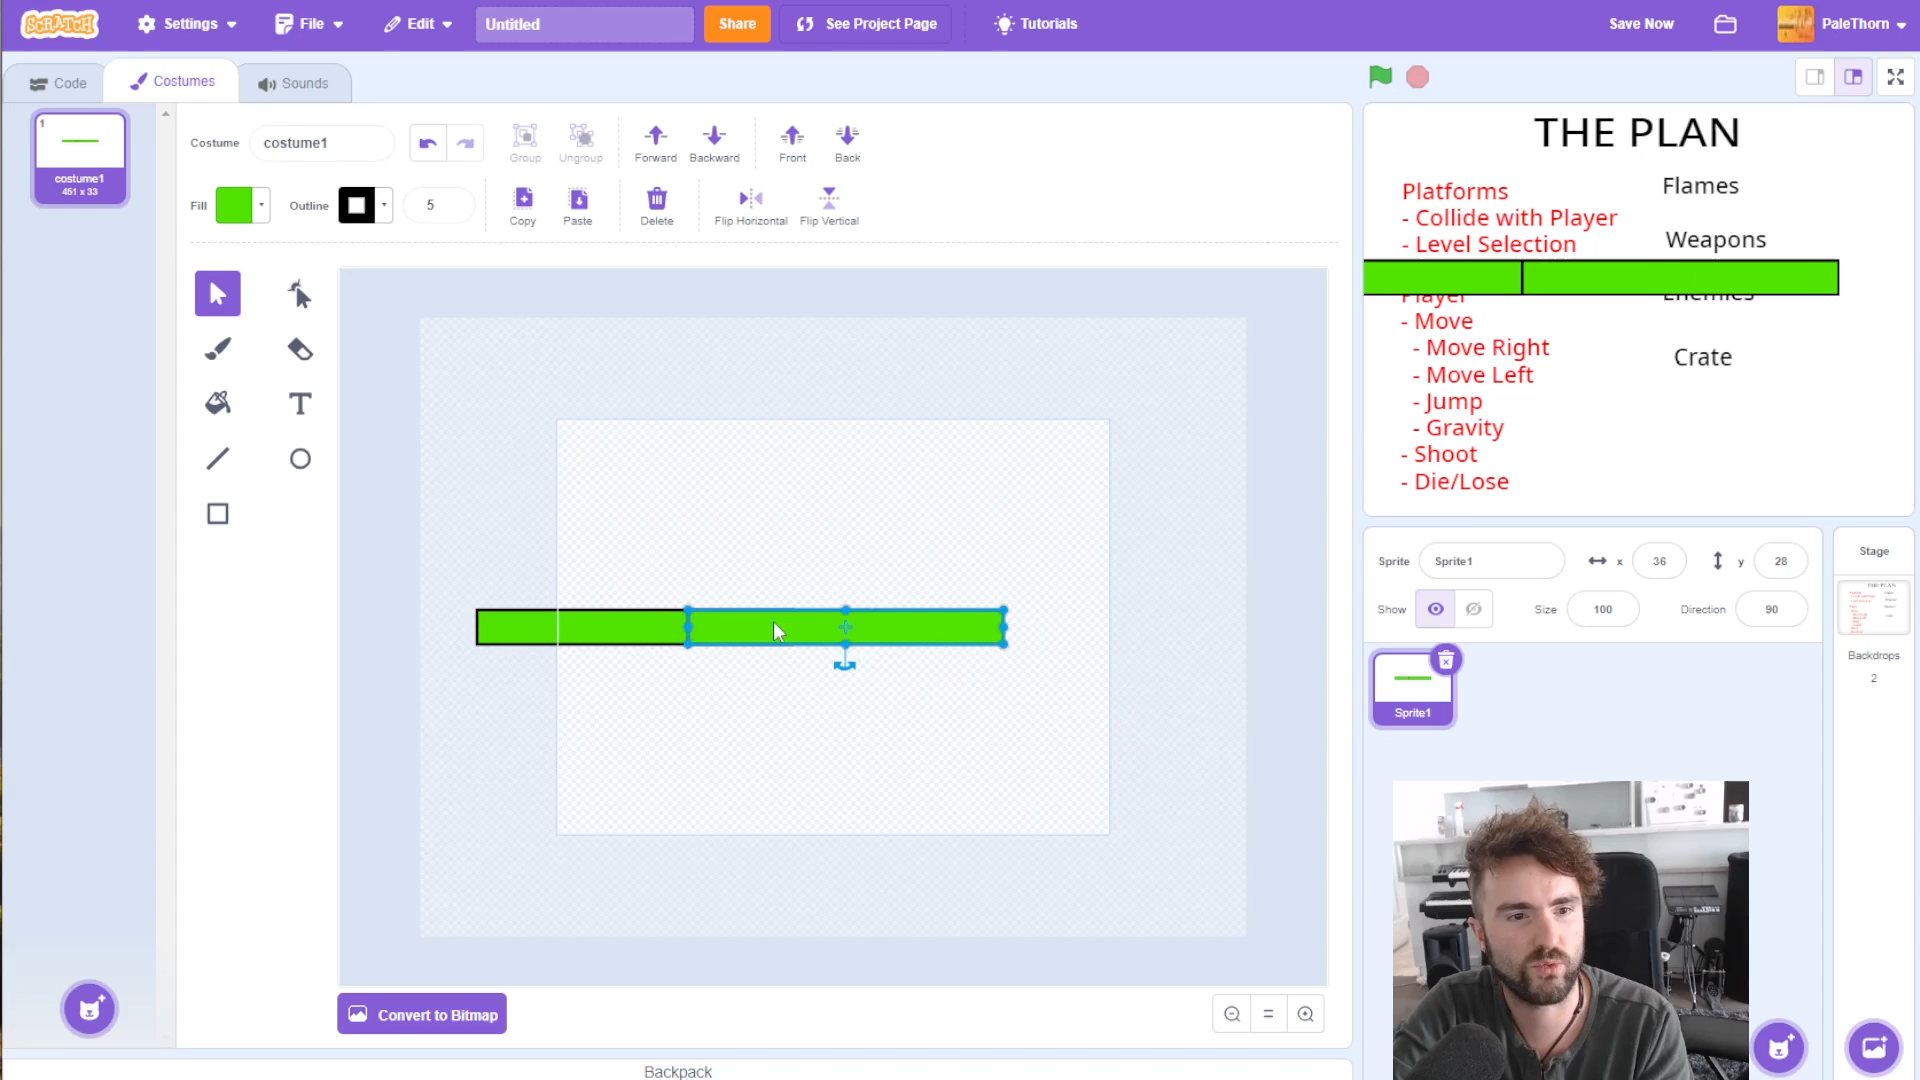 SCRATCH Settings File Edit Untitled Share See Project Page Tutorials Save Now PaleThorn
Code Costumes Sounds
1
costume1
451 x 33
Costume costume1 Group Ungroup Forward Backward Front Back
Fill Outline 5 Copy Paste Delete Flip Horizontal Flip Vertical
T
Convert to Bitmap
Backpack
THE PLAN
Platforms
- Collide with Player
- Level Selection
Player
- Move
- Move Right
- Move Left
- Jump
- Gravity
- Shoot
- Die/Lose
Flames
Weapons
Enemies
Crate
Sprite Sprite1 x 36 y 28
Show Size 100 Direction 90
Sprite1
Stage
Backdrops
2